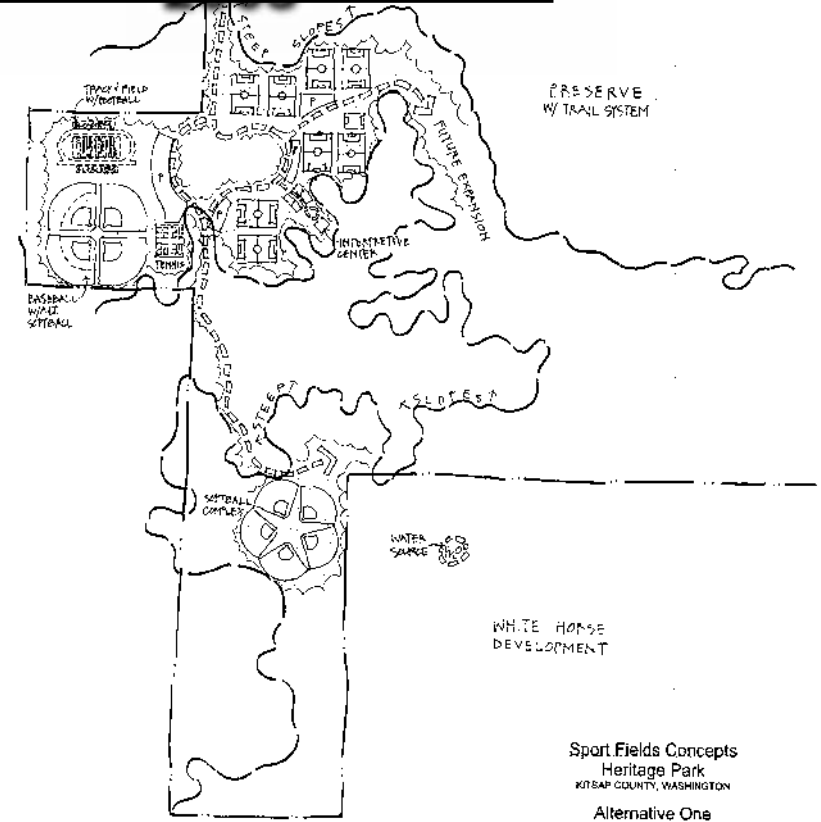 STEEP SLOPES
TRACK & FIELD
W/FOOTBALL
PRESERVE
W/ TRAIL SYSTEM
P
P
P
FUTURE EXPANSION
TENNIS
INTERPRETIVE
CENTER
BASEBALL
W/ALT.
SOFTBALL
STEEP
SLOPES
SOFTBALL
COMPLEX
WATER
SOURCE
WHITE HORSE
DEVELOPMENT
Sport Fields Concepts
Heritage Park
KITSAP COUNTY, WASHINGTON
Alternative One